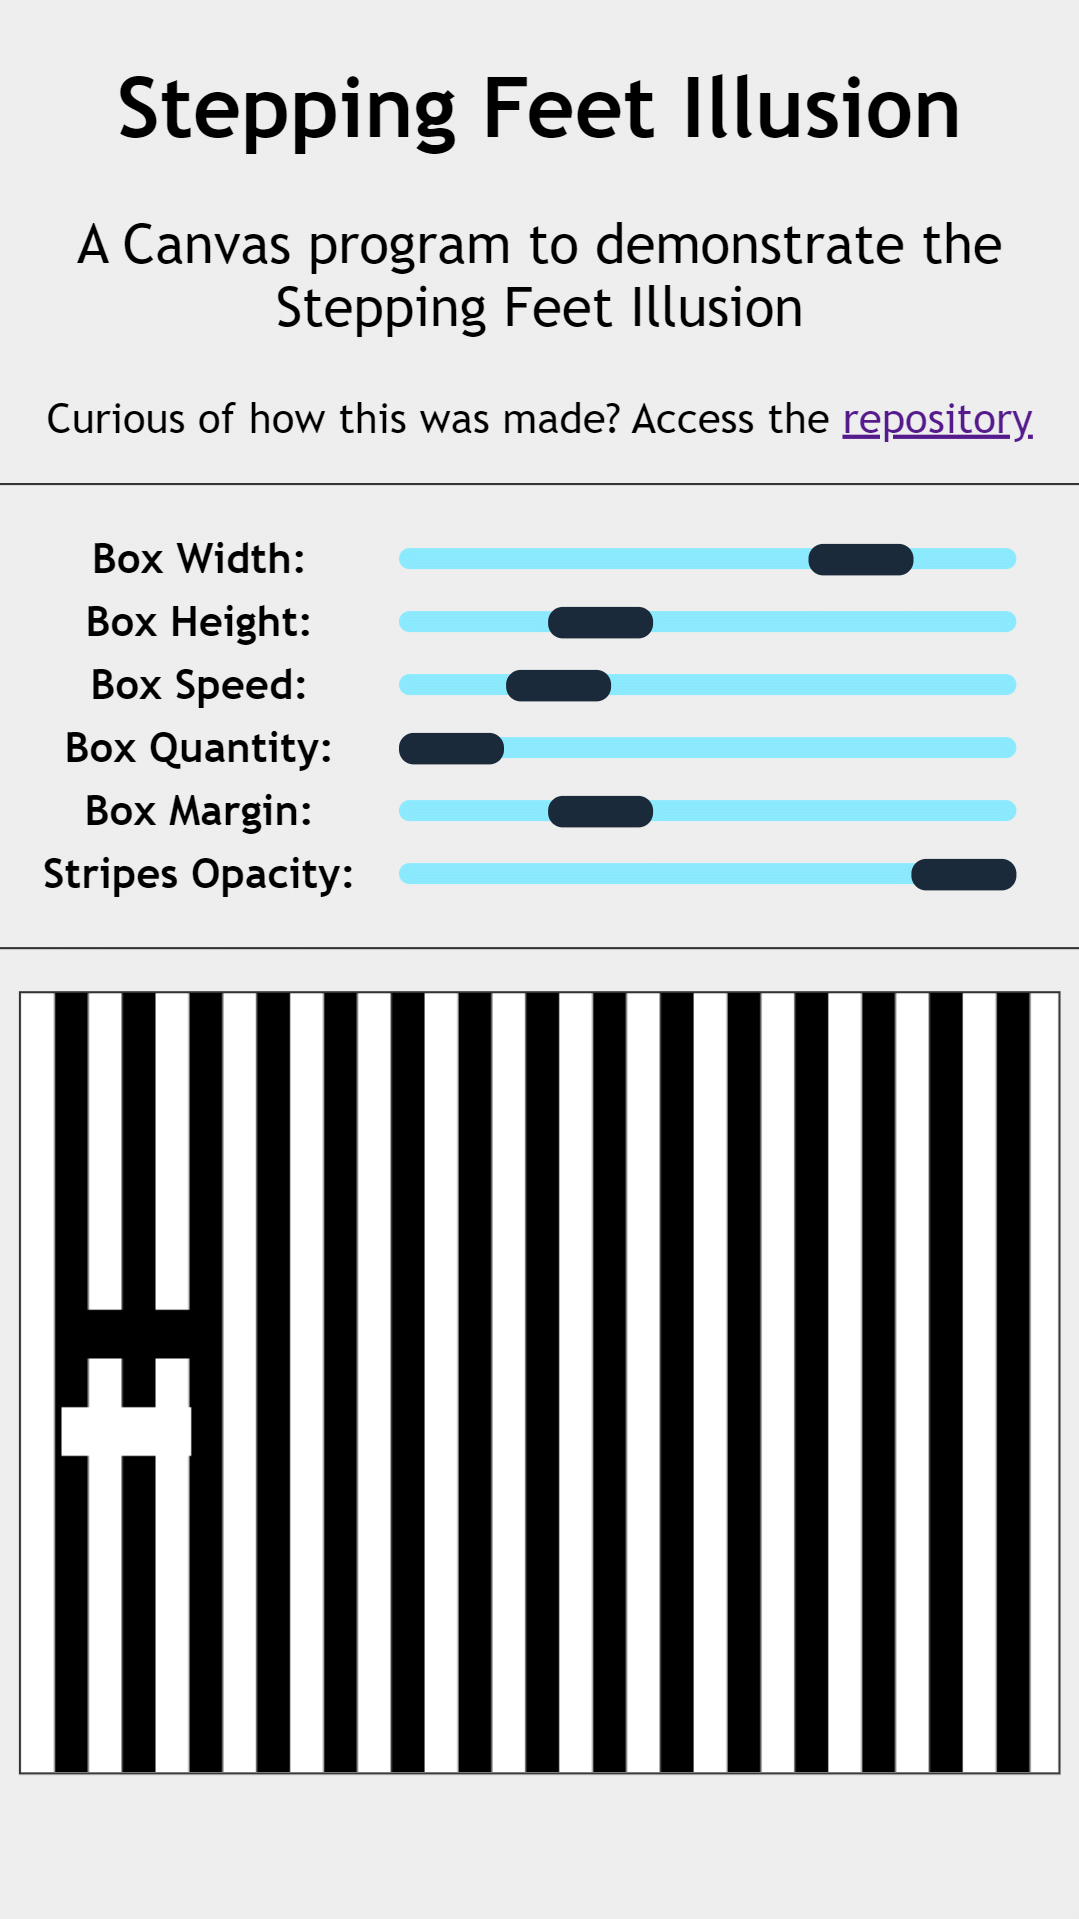 Stepping Feet Illusion
A Canvas program to demonstrate the
Stepping Feet Illusion
Curious of how this was made? Access the repository
Box Width:
Box Height:
Box Speed:
Box Quantity:
Box Margin:
Stripes Opacity: